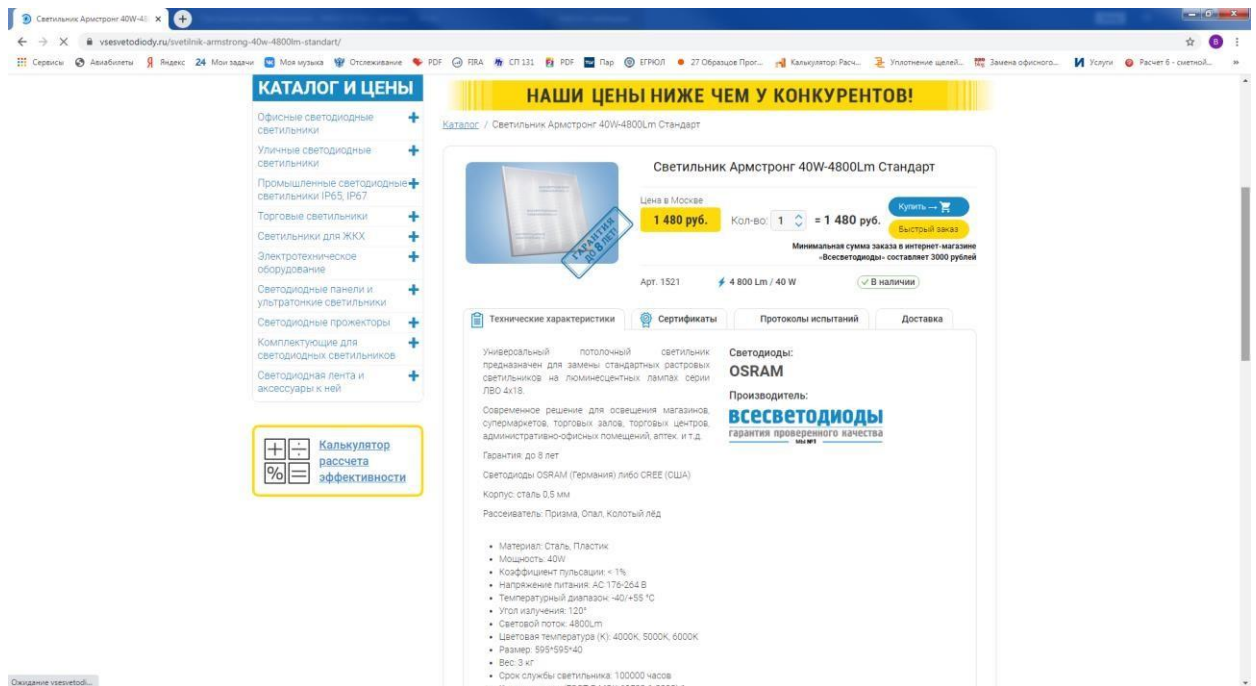 Светильник Армстронг 40W-48
vsesvetodiody.ru/svetilnik-armstrong-40w-4800lm-standart/
Сервисы Авиабилеты Яндекс 24 Мои задачи Моя музыка Отслеживание PDF FIRA СП 131 PDF Пар ЕГРЮЛ 27 Образцов Прог... Калькулятор: Расч... Уплотнение щелей... Замена офисного... Услуги Расчет 6 - сметной...
КАТАЛОГ И ЦЕНЫ
Офисные светодиодные
светильники
Уличные светодиодные
светильники
Промышленные светодиодные
светильники IP65, IP67
Торговые светильники
Светильники для ЖКХ
Электротехническое
оборудование
Светодиодные панели и
ультратонкие светильники
Светодиодные прожекторы
Комплектующие для
светодиодных светильников
Светодиодная лента и
аксессуары к ней
Калькулятор
рассчета
эффективности
НАШИ ЦЕНЫ НИЖЕ ЧЕМ У КОНКУРЕНТОВ!
Каталог / Светильник Армстронг 40W-4800Lm Стандарт
ГАРАНТИЯ
ДО 8 ЛЕТ!
Светильник Армстронг 40W-4800Lm Стандарт
Цена в Москве
1 480 руб. Кол-во: 1 = 1 480 руб.
Купить →
Быстрый заказ
Минимальная сумма заказа в интернет-магазине
«Всесветодиоды» составляет 3000 рублей
Арт. 1521 4 800 Lm / 40 W В наличии
Технические характеристики Сертификаты Протоколы испытаний Доставка
Универсальный потолочный светильник
предназначен для замены стандартных растровых
светильников на люминесцентных лампах серии
ЛВО 4x18.
Современное решение для освещения магазинов,
супермаркетов, торговых залов, торговых центров,
административно-офисных помещений, аптек. и т.д.
Гарантия: до 8 лет
Светодиоды OSRAM (Германия) либо CREE (США)
Корпус: сталь 0,5 мм
Рассеиватель: Призма, Опал, Колотый лёд
Светодиоды:
OSRAM
Производитель:
ВСЕСВЕТОДИОДЫ
гарантия проверенного качества
МЫ №1
• Материал: Сталь, Пластик
• Мощность: 40W
• Коэффициент пульсации: < 1%
• Напряжение питания: AC 176-264 В
• Температурный диапазон: -40/+55 °C
• Угол излучения: 120°
• Световой поток: 4800Lm
• Цветовая температура (K): 4000K, 5000K, 6000K
• Размер: 595*595*40
• Вес: 3 кг
• Срок службы светильника: 100000 часов
Ожидание vsesvetodi...